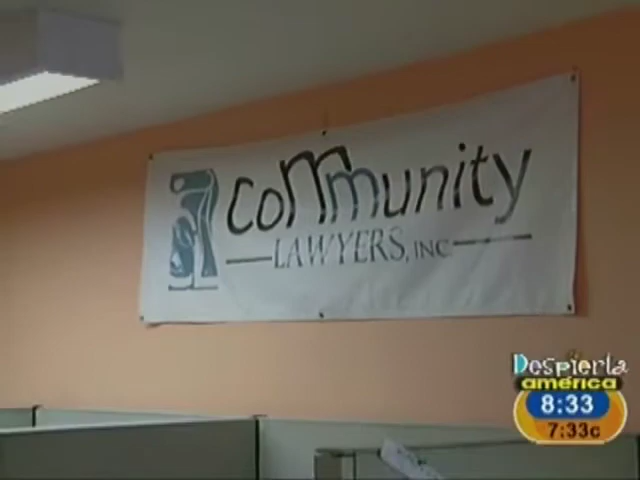 Community
LAWYERS, INC
Despierta
américa
8:33
7:33c